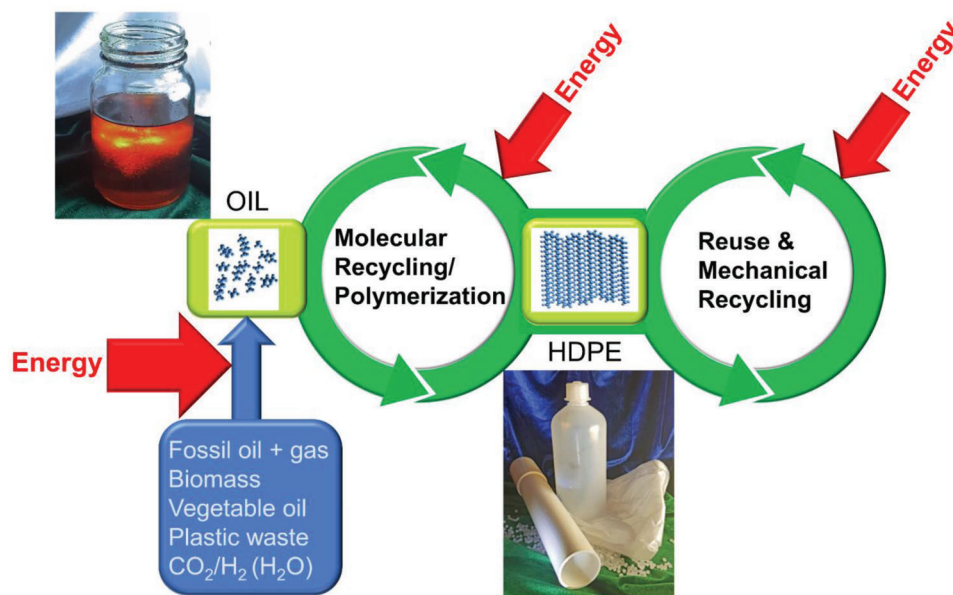 Energy
Energy
OIL
Molecular
Recycling/
Polymerization
Reuse &
Mechanical
Recycling
HDPE
Energy
Fossil oil + gas
Biomass
Vegetable oil
Plastic waste
CO₂/H₂ (H₂O)